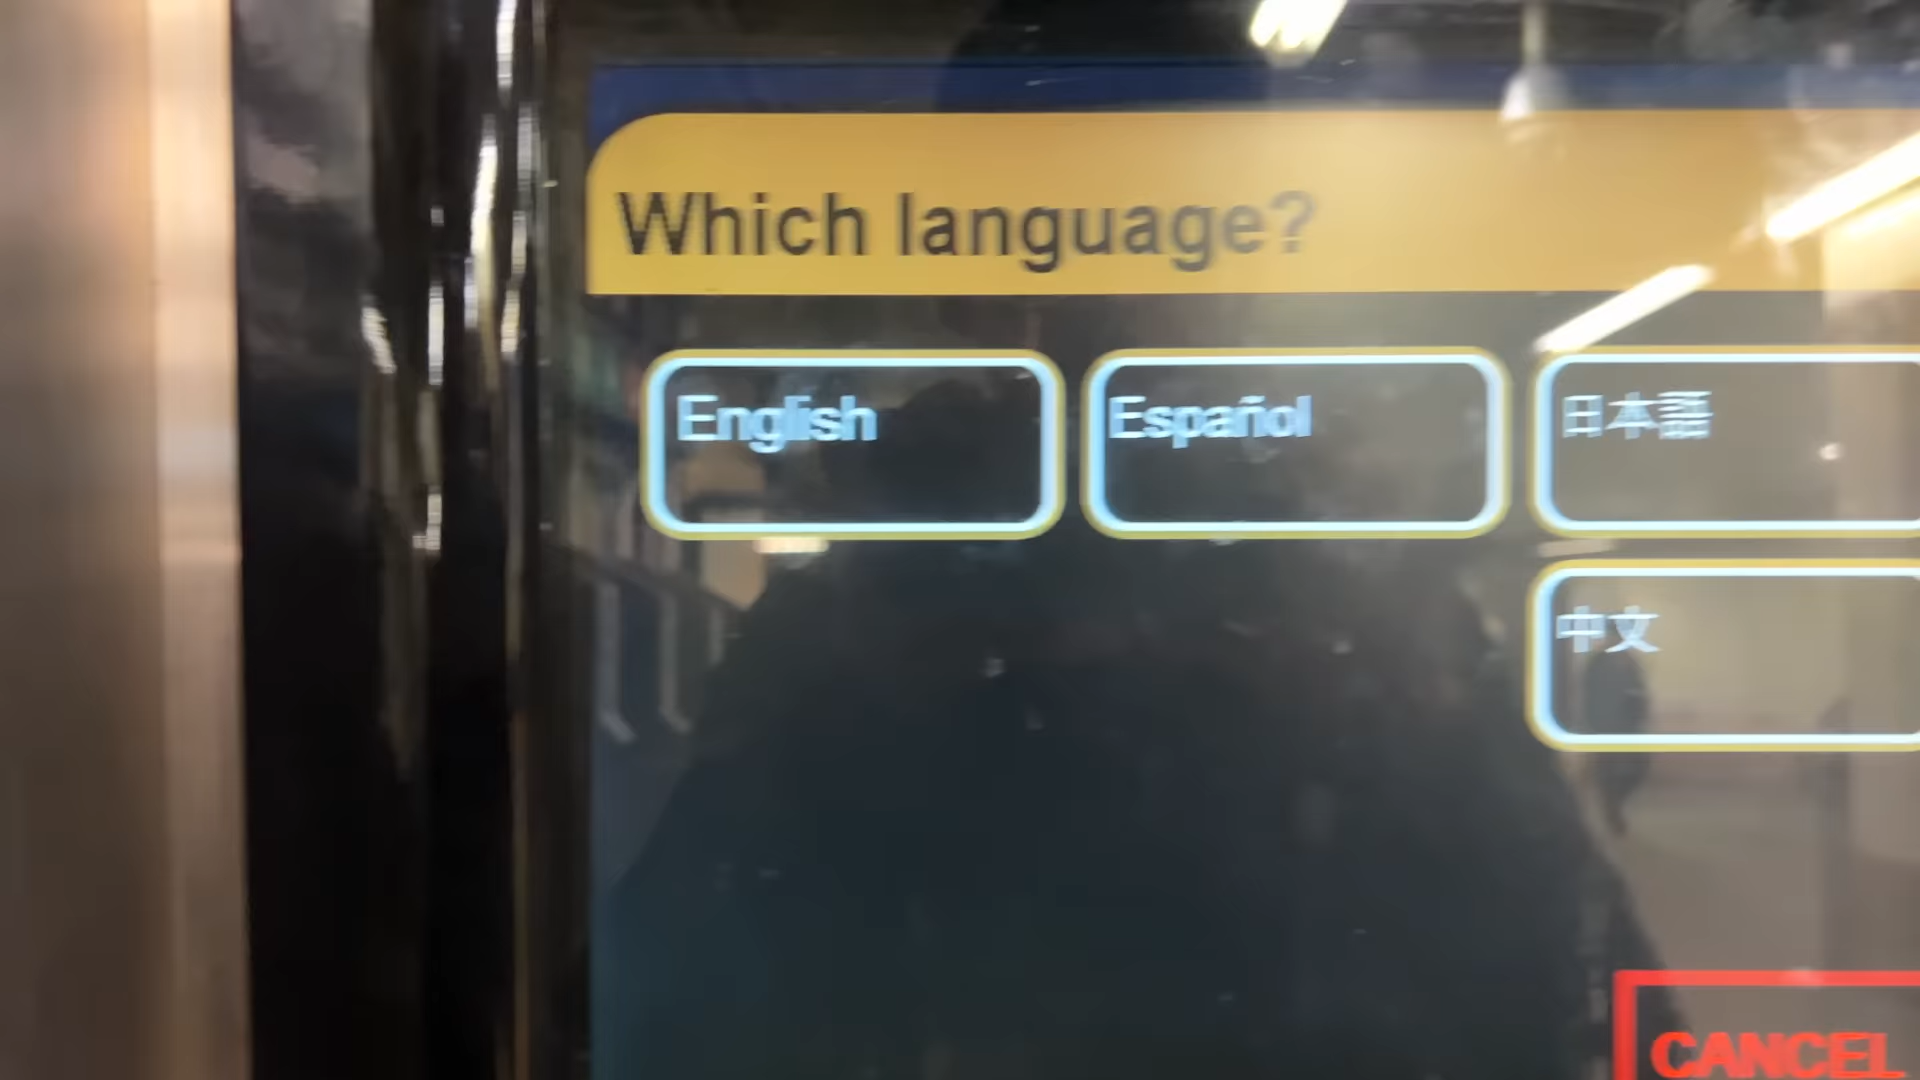 Which language?
English
Español
日本語
中文
CANCEL